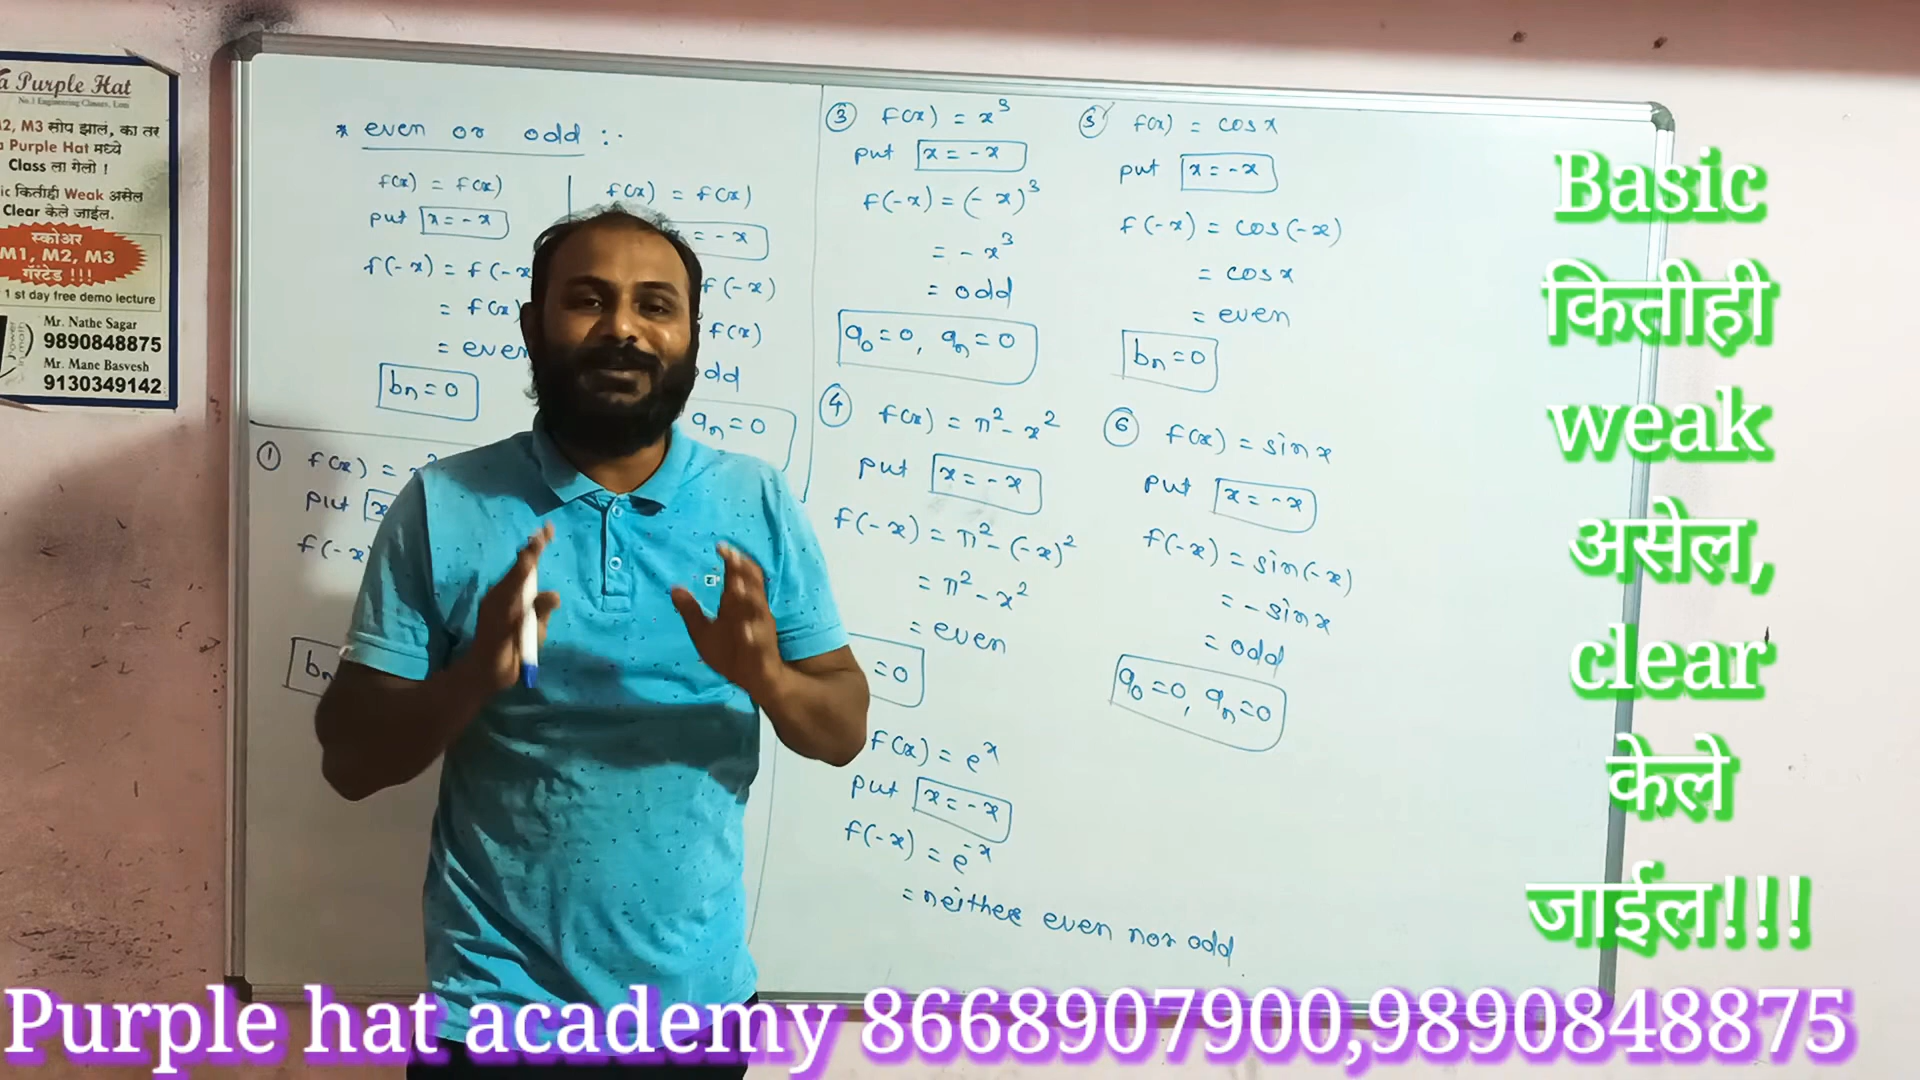 a Purple Hat
No.1 Engineering Classes,
M2, M3 सोप झालं, का तर
a Purple Hat मध्ये
Class ला गेलो !
ic कितीही Weak असेल
Clear केले जाईल.
स्कोअर
M1, M2, M3
गॅरंटेड !!!
1 st day free demo lecture
Mr. Nathe Sagar
9890848875
Mr. Mane Basvesh
9130349142
* even or odd :-
f(x) = f(x)
put x = -x
f(-x) = f(-x
= f(x)
= even
bn = 0
f(x) = f(x)
= -x
f(-x)
f(x)
odd
an = 0
① f(x) =
put
f(-x)
bn
③ f(x) = x³
put x = -x
f(-x) = (-x)³
= -x³
= odd
a₀ = 0, an = 0
④ f(x) = π² - x²
put x = -x
f(-x) = π² - (-x)²
= π² - x²
= even
= 0
f(x) = eˣ
put x = -x
f(-x) = e⁻ˣ
= neither even nor odd
⑤ f(x) = cos x
put x = -x
f(-x) = cos(-x)
= cos x
= even
bn = 0
⑥ f(x) = sin x
put x = -x
f(-x) = sin(-x)
= - sin x
= odd
a₀ = 0, an = 0
Basic
कितीही
weak
असेल,
clear
केले
जाईल!!!
Purple hat academy 8668907900,9890848875